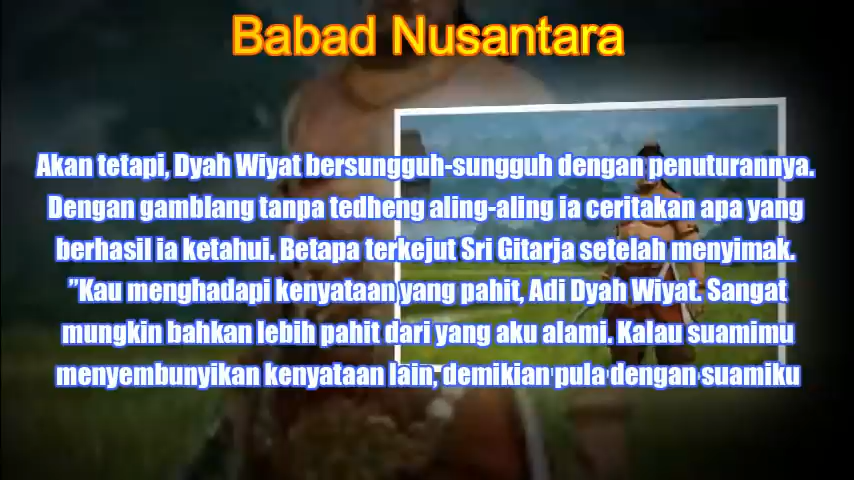 Babad Nusantara
Akan tetapi, Dyah Wiyat bersungguh-sungguh dengan penuturannya.
Dengan gamblang tanpa tedheng aling-aling ia ceritakan apa yang
berhasil ia ketahui. Betapa terkejut Sri Gitarja setelah menyimak.
"Kau menghadapi kenyataan yang pahit, Adi Dyah Wiyat. Sangat
mungkin bahkan lebih pahit dari yang aku alami. Kalau suamimu
menyembunyikan kenyataan lain, demikian pula dengan suamiku